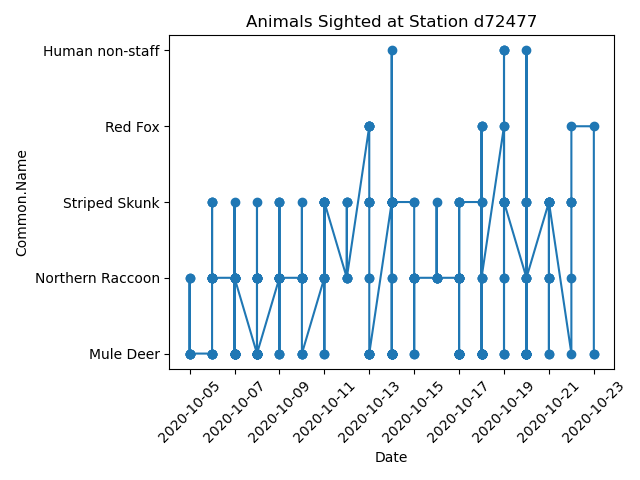 Animals Sighted at Station d72477
Human non-staff
Red Fox
Striped Skunk
Northern Raccoon
Mule Deer
Common.Name
2020-10-05
2020-10-07
2020-10-09
2020-10-11
2020-10-13
2020-10-15
2020-10-17
2020-10-19
2020-10-21
2020-10-23
Date